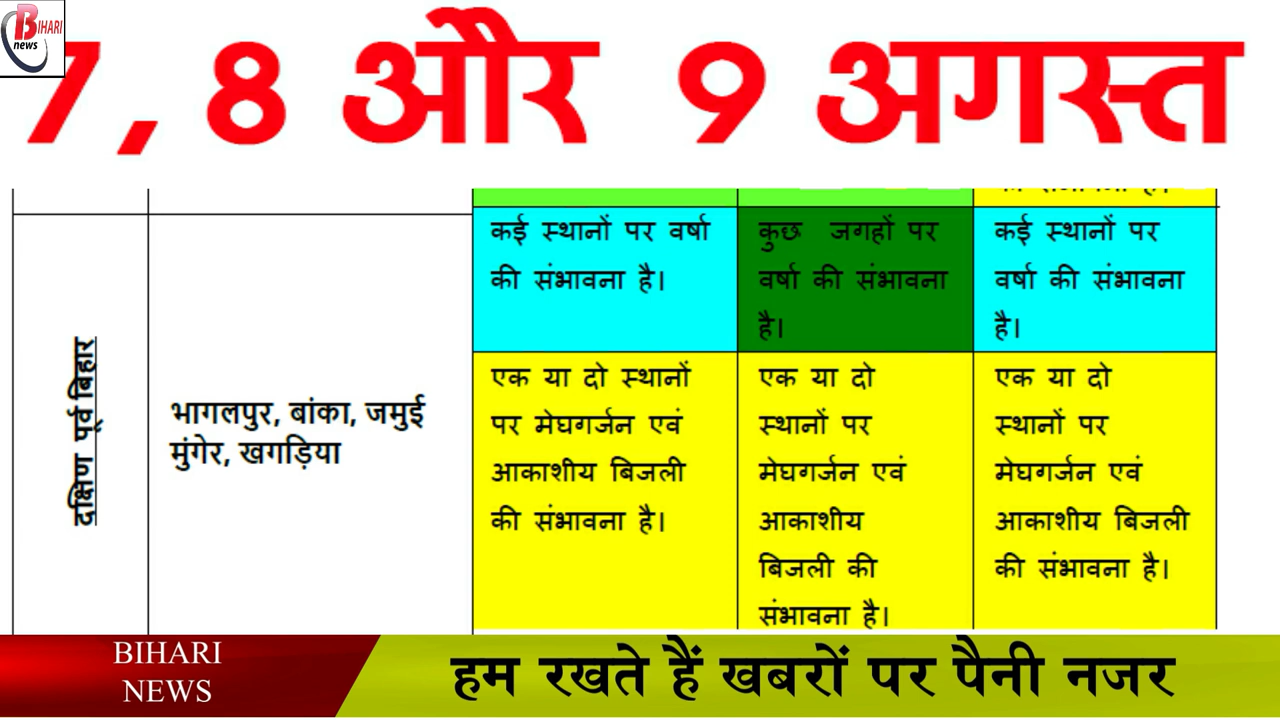 BIHARI
news
7, 8 और 9 अगस्त
दक्षिण पूर्व बिहार
भागलपुर, बांका, जमुई
मुंगेर, खगड़िया
कई स्थानों पर वर्षा
की संभावना है।
कुछ जगहों पर
वर्षा की संभावना
है।
कई स्थानों पर
वर्षा की संभावना
है।
एक या दो स्थानों
पर मेघगर्जन एवं
आकाशीय बिजली
की संभावना है।
एक या दो
स्थानों पर
मेघगर्जन एवं
आकाशीय
बिजली की
संभावना है।
एक या दो
स्थानों पर
मेघगर्जन एवं
आकाशीय बिजली
की संभावना है।
BIHARI
NEWS
हम रखते हैं खबरों पर पैनी नजर